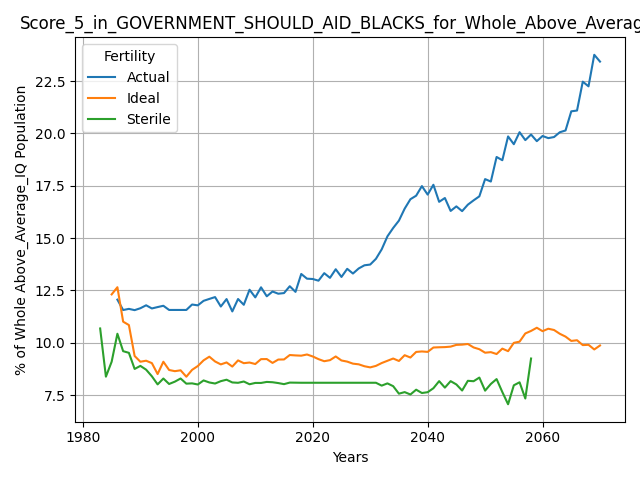 Score_5_in_GOVERNMENT_SHOULD_AID_BLACKS_for_Whole_Above_Averag
Fertility
Actual
Ideal
Sterile
% of Whole Above_Average_IQ Population
22.5
20.0
17.5
15.0
12.5
10.0
7.5
1980 2000 2020 2040 2060
Years